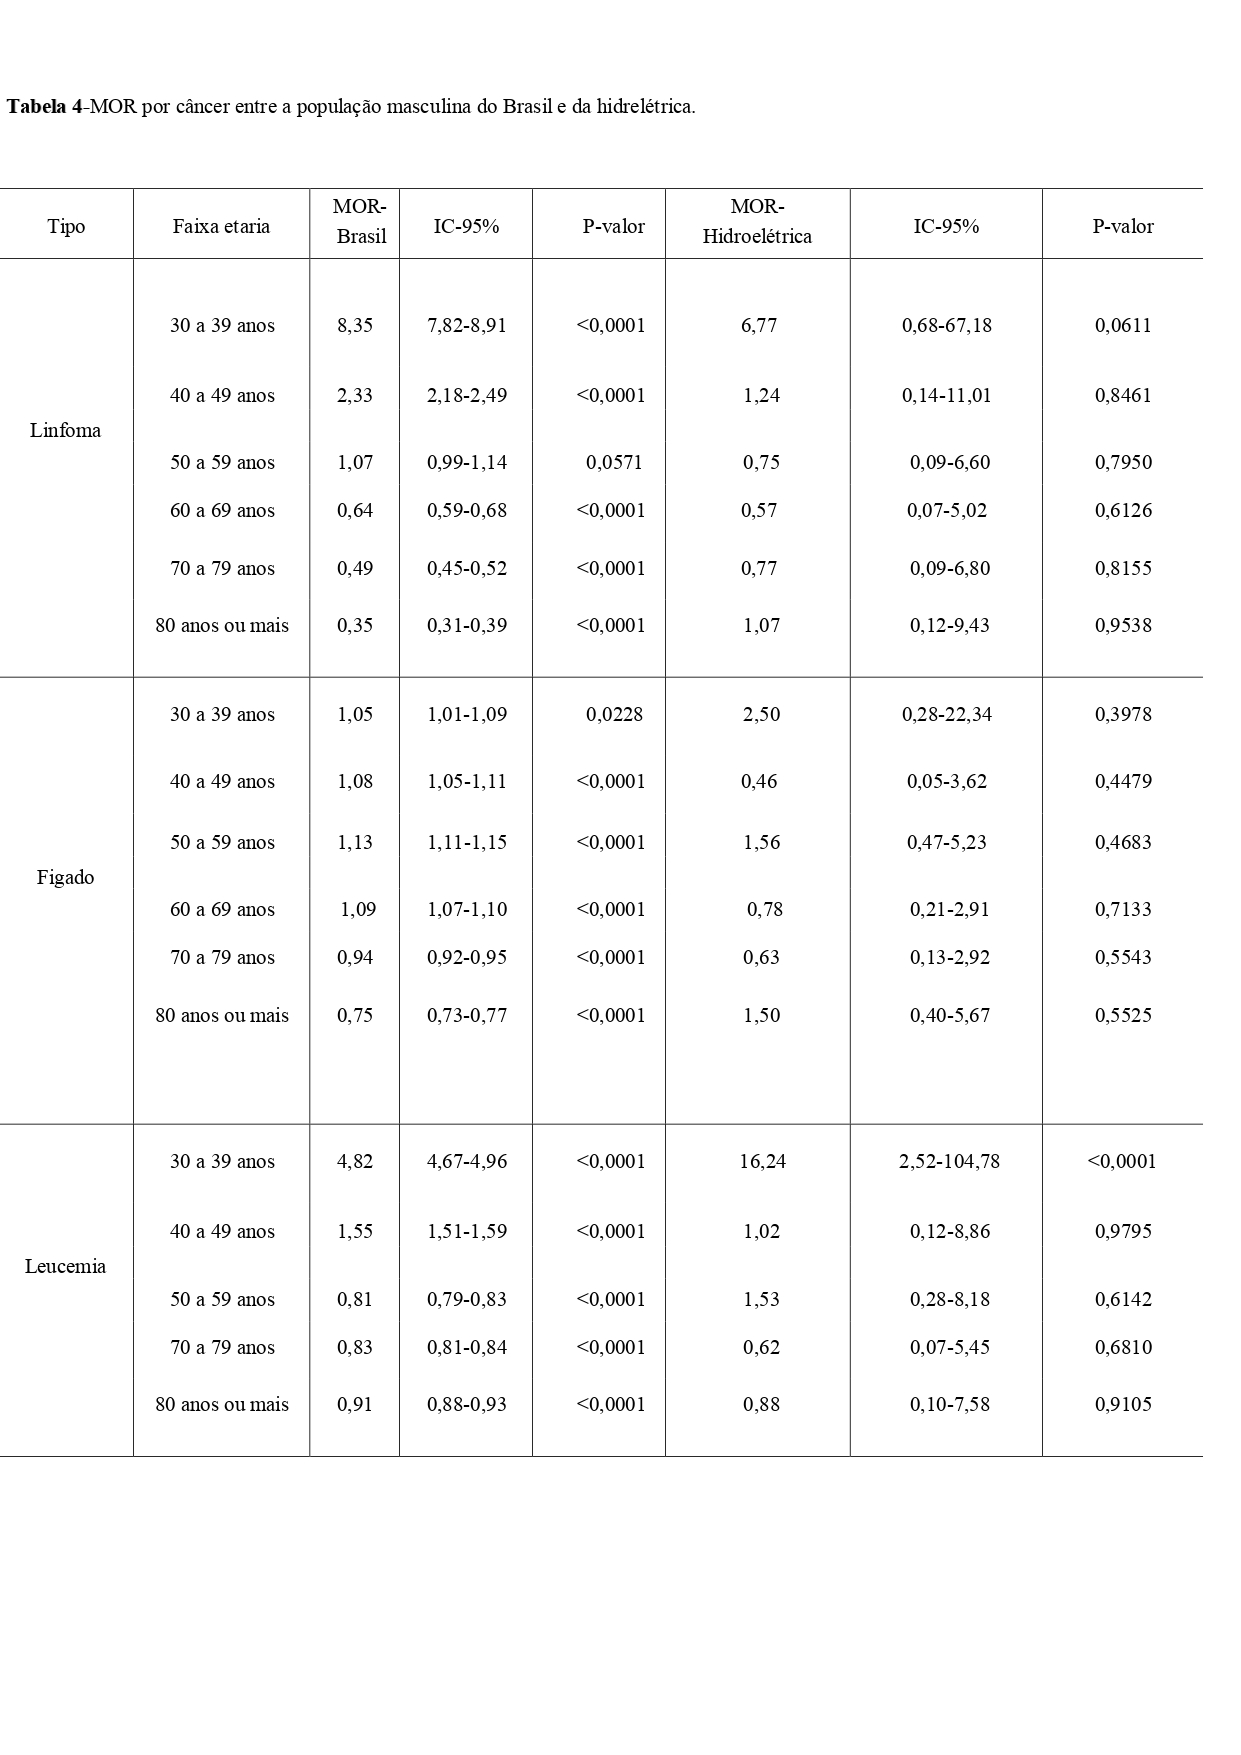 Tabela 4-MOR por câncer entre a população masculina do Brasil e da hidrelétrica.
Tipo Faixa etaria MOR-Brasil IC-95% P-valor MOR-Hidroelétrica IC-95% P-valor
Linfoma
30 a 39 anos 8,35 7,82-8,91 <0,0001 6,77 0,68-67,18 0,0611
40 a 49 anos 2,33 2,18-2,49 <0,0001 1,24 0,14-11,01 0,8461
50 a 59 anos 1,07 0,99-1,14 0,0571 0,75 0,09-6,60 0,7950
60 a 69 anos 0,64 0,59-0,68 <0,0001 0,57 0,07-5,02 0,6126
70 a 79 anos 0,49 0,45-0,52 <0,0001 0,77 0,09-6,80 0,8155
80 anos ou mais 0,35 0,31-0,39 <0,0001 1,07 0,12-9,43 0,9538
Figado
30 a 39 anos 1,05 1,01-1,09 0,0228 2,50 0,28-22,34 0,3978
40 a 49 anos 1,08 1,05-1,11 <0,0001 0,46 0,05-3,62 0,4479
50 a 59 anos 1,13 1,11-1,15 <0,0001 1,56 0,47-5,23 0,4683
60 a 69 anos 1,09 1,07-1,10 <0,0001 0,78 0,21-2,91 0,7133
70 a 79 anos 0,94 0,92-0,95 <0,0001 0,63 0,13-2,92 0,5543
80 anos ou mais 0,75 0,73-0,77 <0,0001 1,50 0,40-5,67 0,5525
Leucemia
30 a 39 anos 4,82 4,67-4,96 <0,0001 16,24 2,52-104,78 <0,0001
40 a 49 anos 1,55 1,51-1,59 <0,0001 1,02 0,12-8,86 0,9795
50 a 59 anos 0,81 0,79-0,83 <0,0001 1,53 0,28-8,18 0,6142
70 a 79 anos 0,83 0,81-0,84 <0,0001 0,62 0,07-5,45 0,6810
80 anos ou mais 0,91 0,88-0,93 <0,0001 0,88 0,10-7,58 0,9105